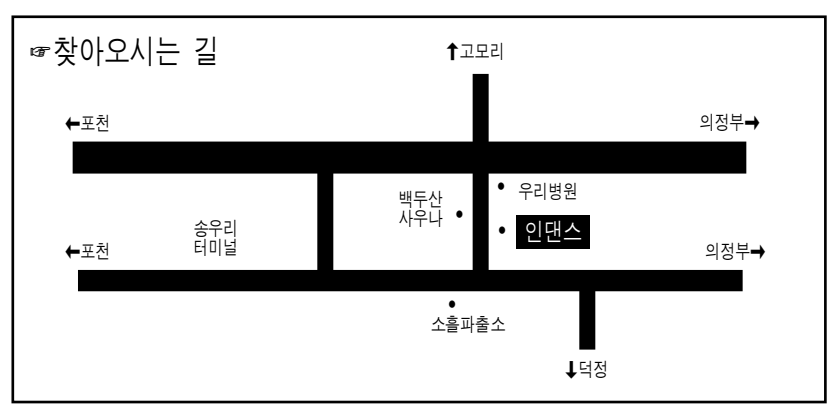 ☞찾아오시는 길
↑고모리
←포천
의정부→
우리병원
백두산
사우나
인댄스
송우리
터미널
←포천
의정부→
소흘파출소
↓덕정